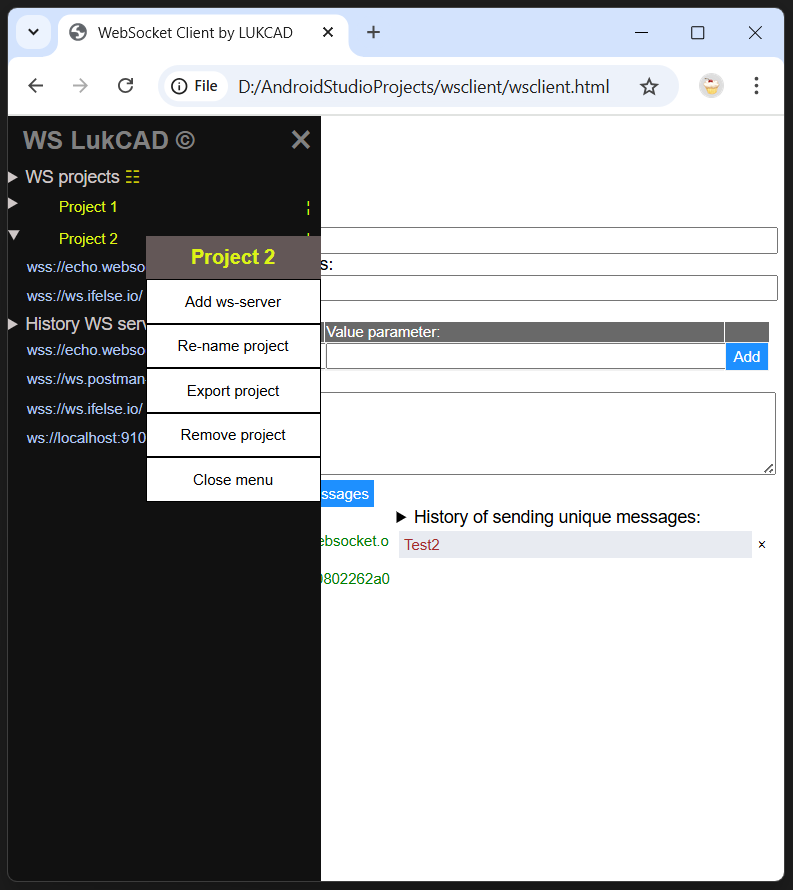 WebSocket Client by LUKCAD
File D:/AndroidStudioProjects/wsclient/wsclient.html
WS LukCAD ©
WS projects
Project 1
Project 2
wss://echo.webso
wss://ws.ifelse.io/
History WS serv
wss://echo.webso
wss://ws.postman
wss://ws.ifelse.io/
ws://localhost:910
Project 2
Add ws-server
Re-name project
Export project
Remove project
Close menu
s:
Value parameter:
Add
ssages
History of sending unique messages:
ebsocket.o
Test2 ×
0802262a0